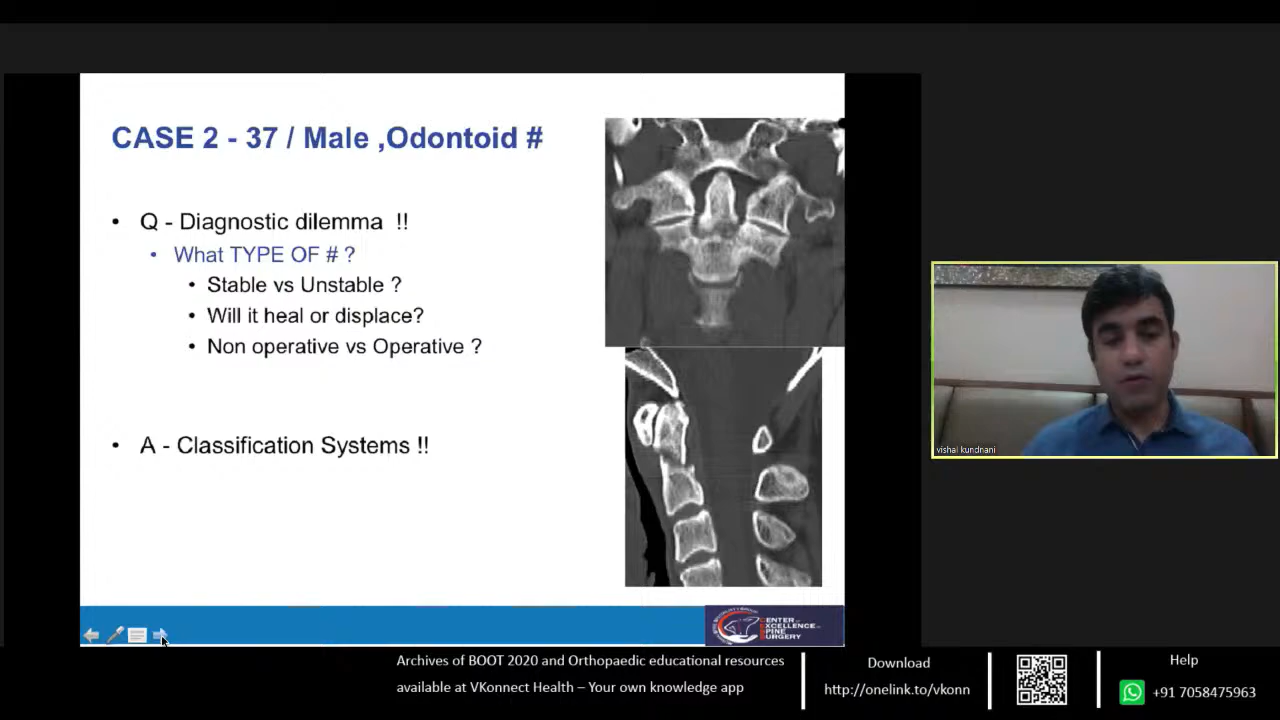 CASE 2 - 37 / Male ,Odontoid #
• Q - Diagnostic dilemma !!
• What TYPE OF # ?
• Stable vs Unstable ?
• Will it heal or displace?
• Non operative vs Operative ?
• A - Classification Systems !!
vishal kundnani
Archives of BOOT 2020 and Orthopaedic educational resources
available at VKonnect Health – Your own knowledge app
Download
http://onelink.to/vkonn
Help
+91 7058475963